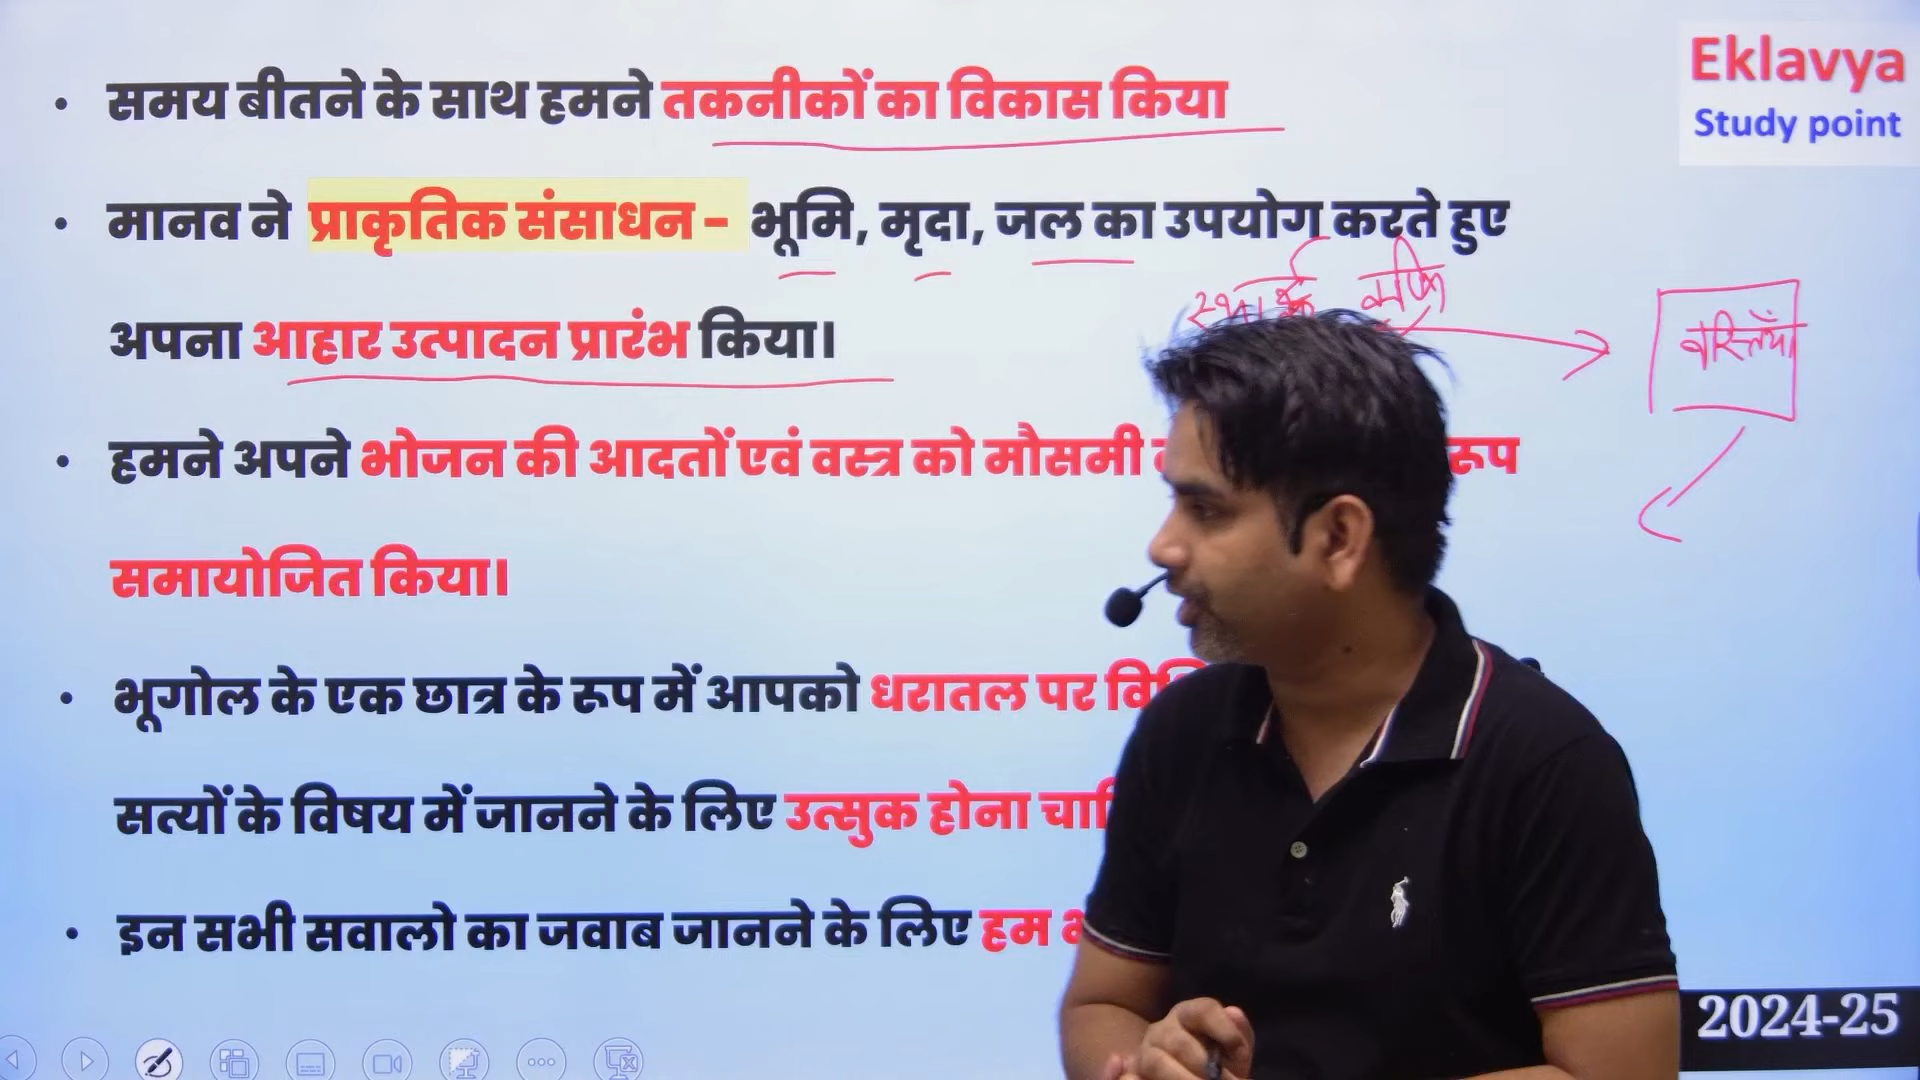 Eklavya
Study point
• समय बीतने के साथ हमने तकनीकों का विकास किया
• मानव ने प्राकृतिक संसाधन - भूमि, मृदा, जल का उपयोग करते हुए
अपना आहार उत्पादन प्रारंभ किया।
बस्तियाँ
• हमने अपने भोजन की आदतों एवं वस्त्र को मौसमी रूप
समायोजित किया।
• भूगोल के एक छात्र के रूप में आपको धरातल पर
सत्यों के विषय में जानने के लिए उत्सुक होना
• इन सभी सवालो का जवाब जानने के लिए हम
2024-25